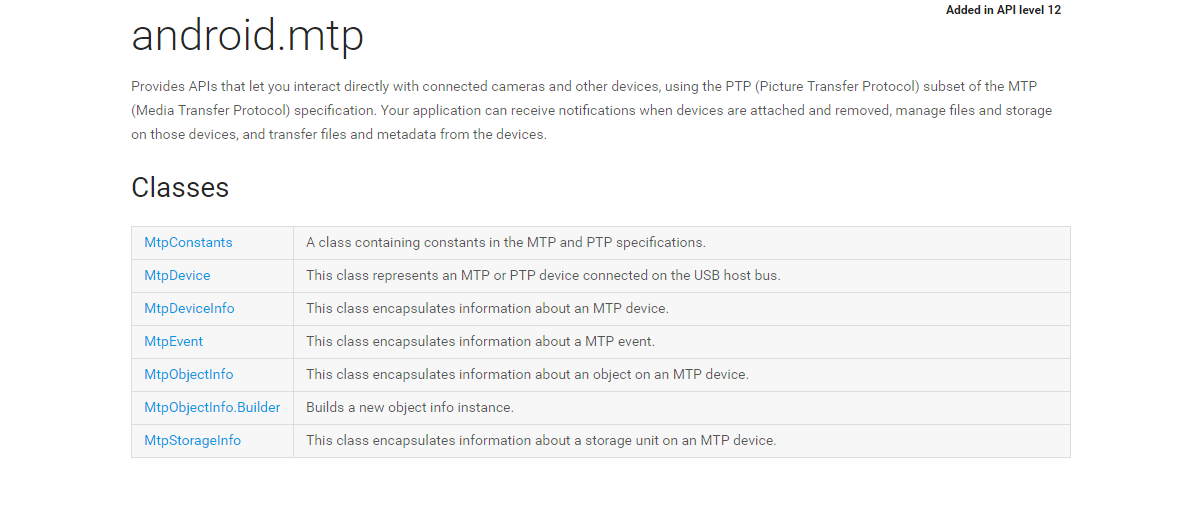 Added in API level 12
android.mtp
Provides APIs that let you interact directly with connected cameras and other devices, using the PTP (Picture Transfer Protocol) subset of the MTP
(Media Transfer Protocol) specification. Your application can receive notifications when devices are attached and removed, manage files and storage
on those devices, and transfer files and metadata from the devices.
Classes
MtpConstants A class containing constants in the MTP and PTP specifications.
MtpDevice This class represents an MTP or PTP device connected on the USB host bus.
MtpDeviceInfo This class encapsulates information about an MTP device.
MtpEvent This class encapsulates information about a MTP event.
MtpObjectInfo This class encapsulates information about an object on an MTP device.
MtpObjectInfo.Builder Builds a new object info instance.
MtpStorageInfo This class encapsulates information about a storage unit on an MTP device.